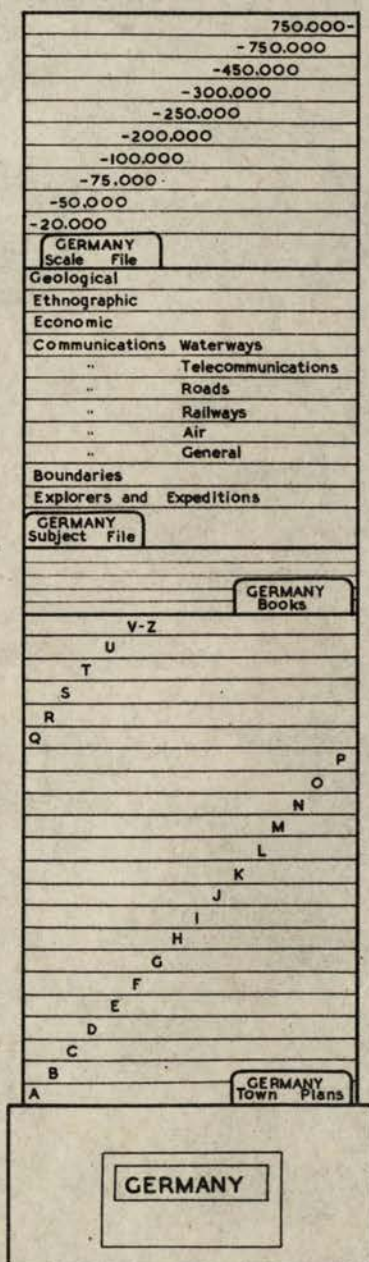 750.000-
-750.000
-450.000
-300.000
-250.000
-200.000
-100.000
-75.000
-50.000
-20.000
GERMANY
Scale File
Geological
Ethnographic
Economic
Communications Waterways
" Telecommunications
" Roads
" Railways
" Air
" General
Boundaries
Explorers and Expeditions
GERMANY
Subject File
GERMANY
Books
V-Z
U
T
S
R
Q
P
O
N
M
L
K
J
I
H
G
F
E
D
C
B
A
GERMANY
Town Plans
GERMANY